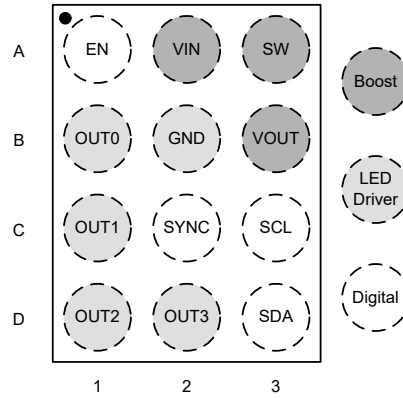 A EN VIN SW
Boost
B OUT0 GND VOUT
LED
Driver
C OUT1 SYNC SCL
Digital
D OUT2 OUT3 SDA
1 2 3